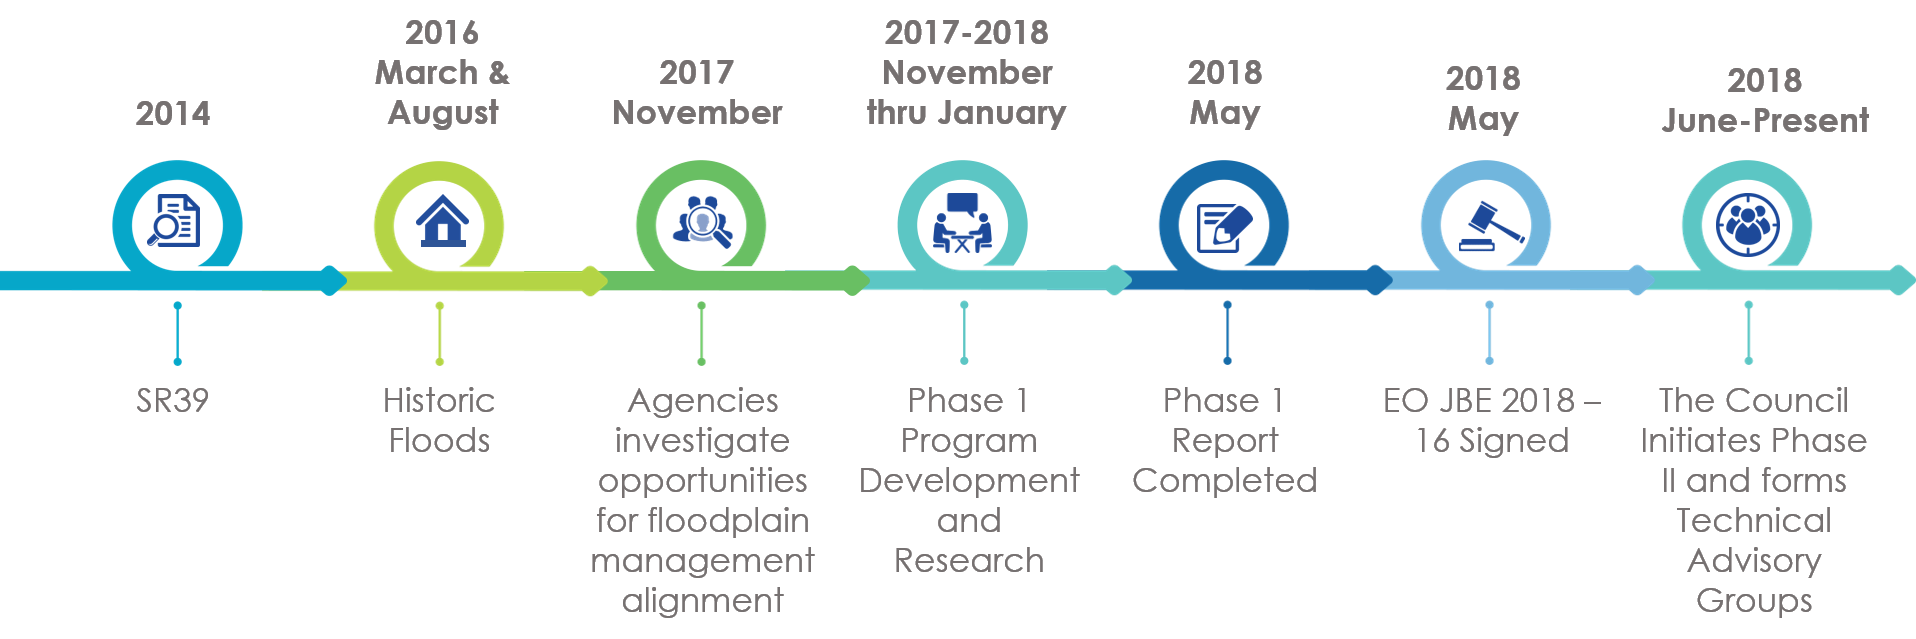 2014
SR39
2016
March &
August
Historic
Floods
2017
November
Agencies
investigate
opportunities
for floodplain
management
alignment
2017-2018
November
thru January
Phase 1
Program
Development
and
Research
2018
May
Phase 1
Report
Completed
2018
May
EO JBE 2018 –
16 Signed
2018
June-Present
The Council
Initiates Phase
II and forms
Technical
Advisory
Groups